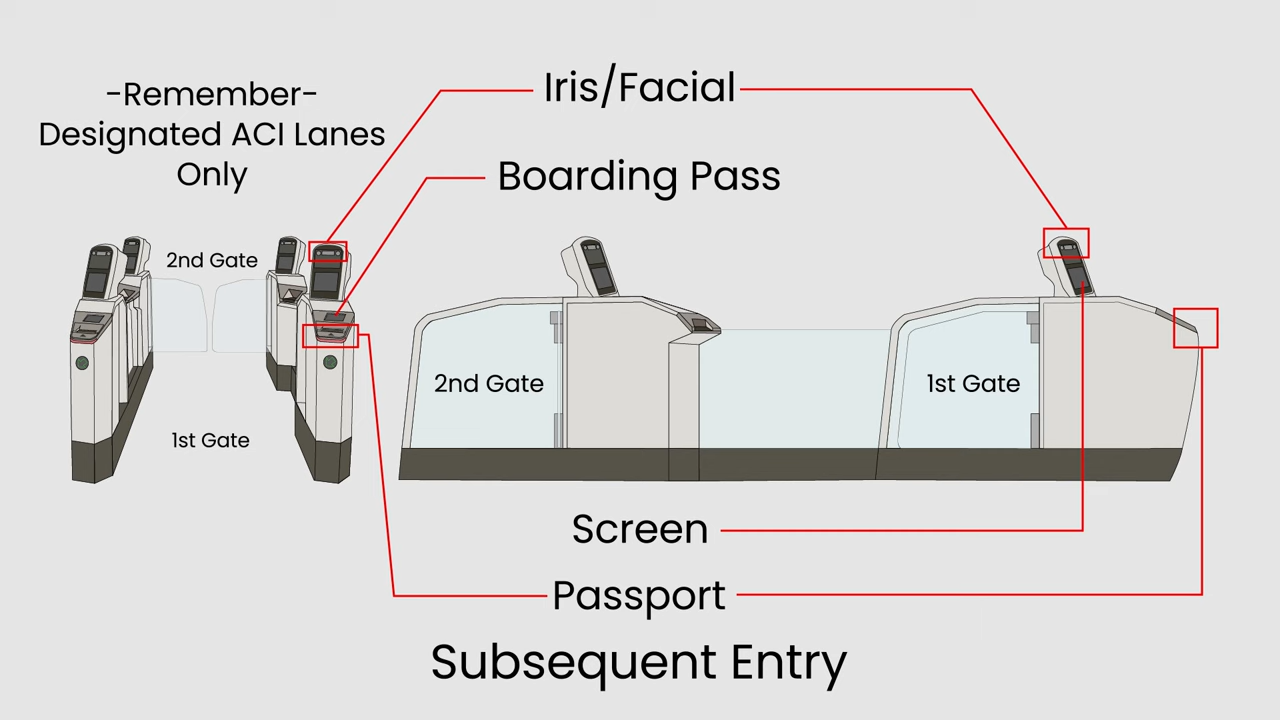 -Remember-
Designated ACI Lanes
Only
Iris/Facial
Boarding Pass
2nd Gate
1st Gate
2nd Gate
1st Gate
Screen
Passport
Subsequent Entry